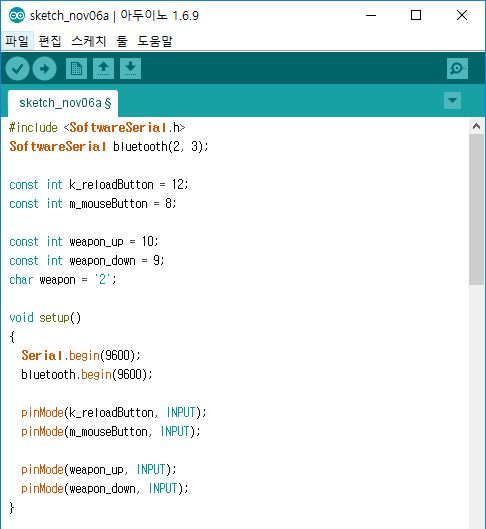 sketch_nov06a | 아두이노 1.6.9
파일 편집 스케치 툴 도움말
sketch_nov06a §
#include <SoftwareSerial.h>
SoftwareSerial bluetooth(2, 3);
const int k_reloadButton = 12;
const int m_mouseButton = 8;
const int weapon_up = 10;
const int weapon_down = 9;
char weapon = '2';
void setup()
{
  Serial.begin(9600);
  bluetooth.begin(9600);
  pinMode(k_reloadButton, INPUT);
  pinMode(m_mouseButton, INPUT);
  pinMode(weapon_up, INPUT);
  pinMode(weapon_down, INPUT);
}